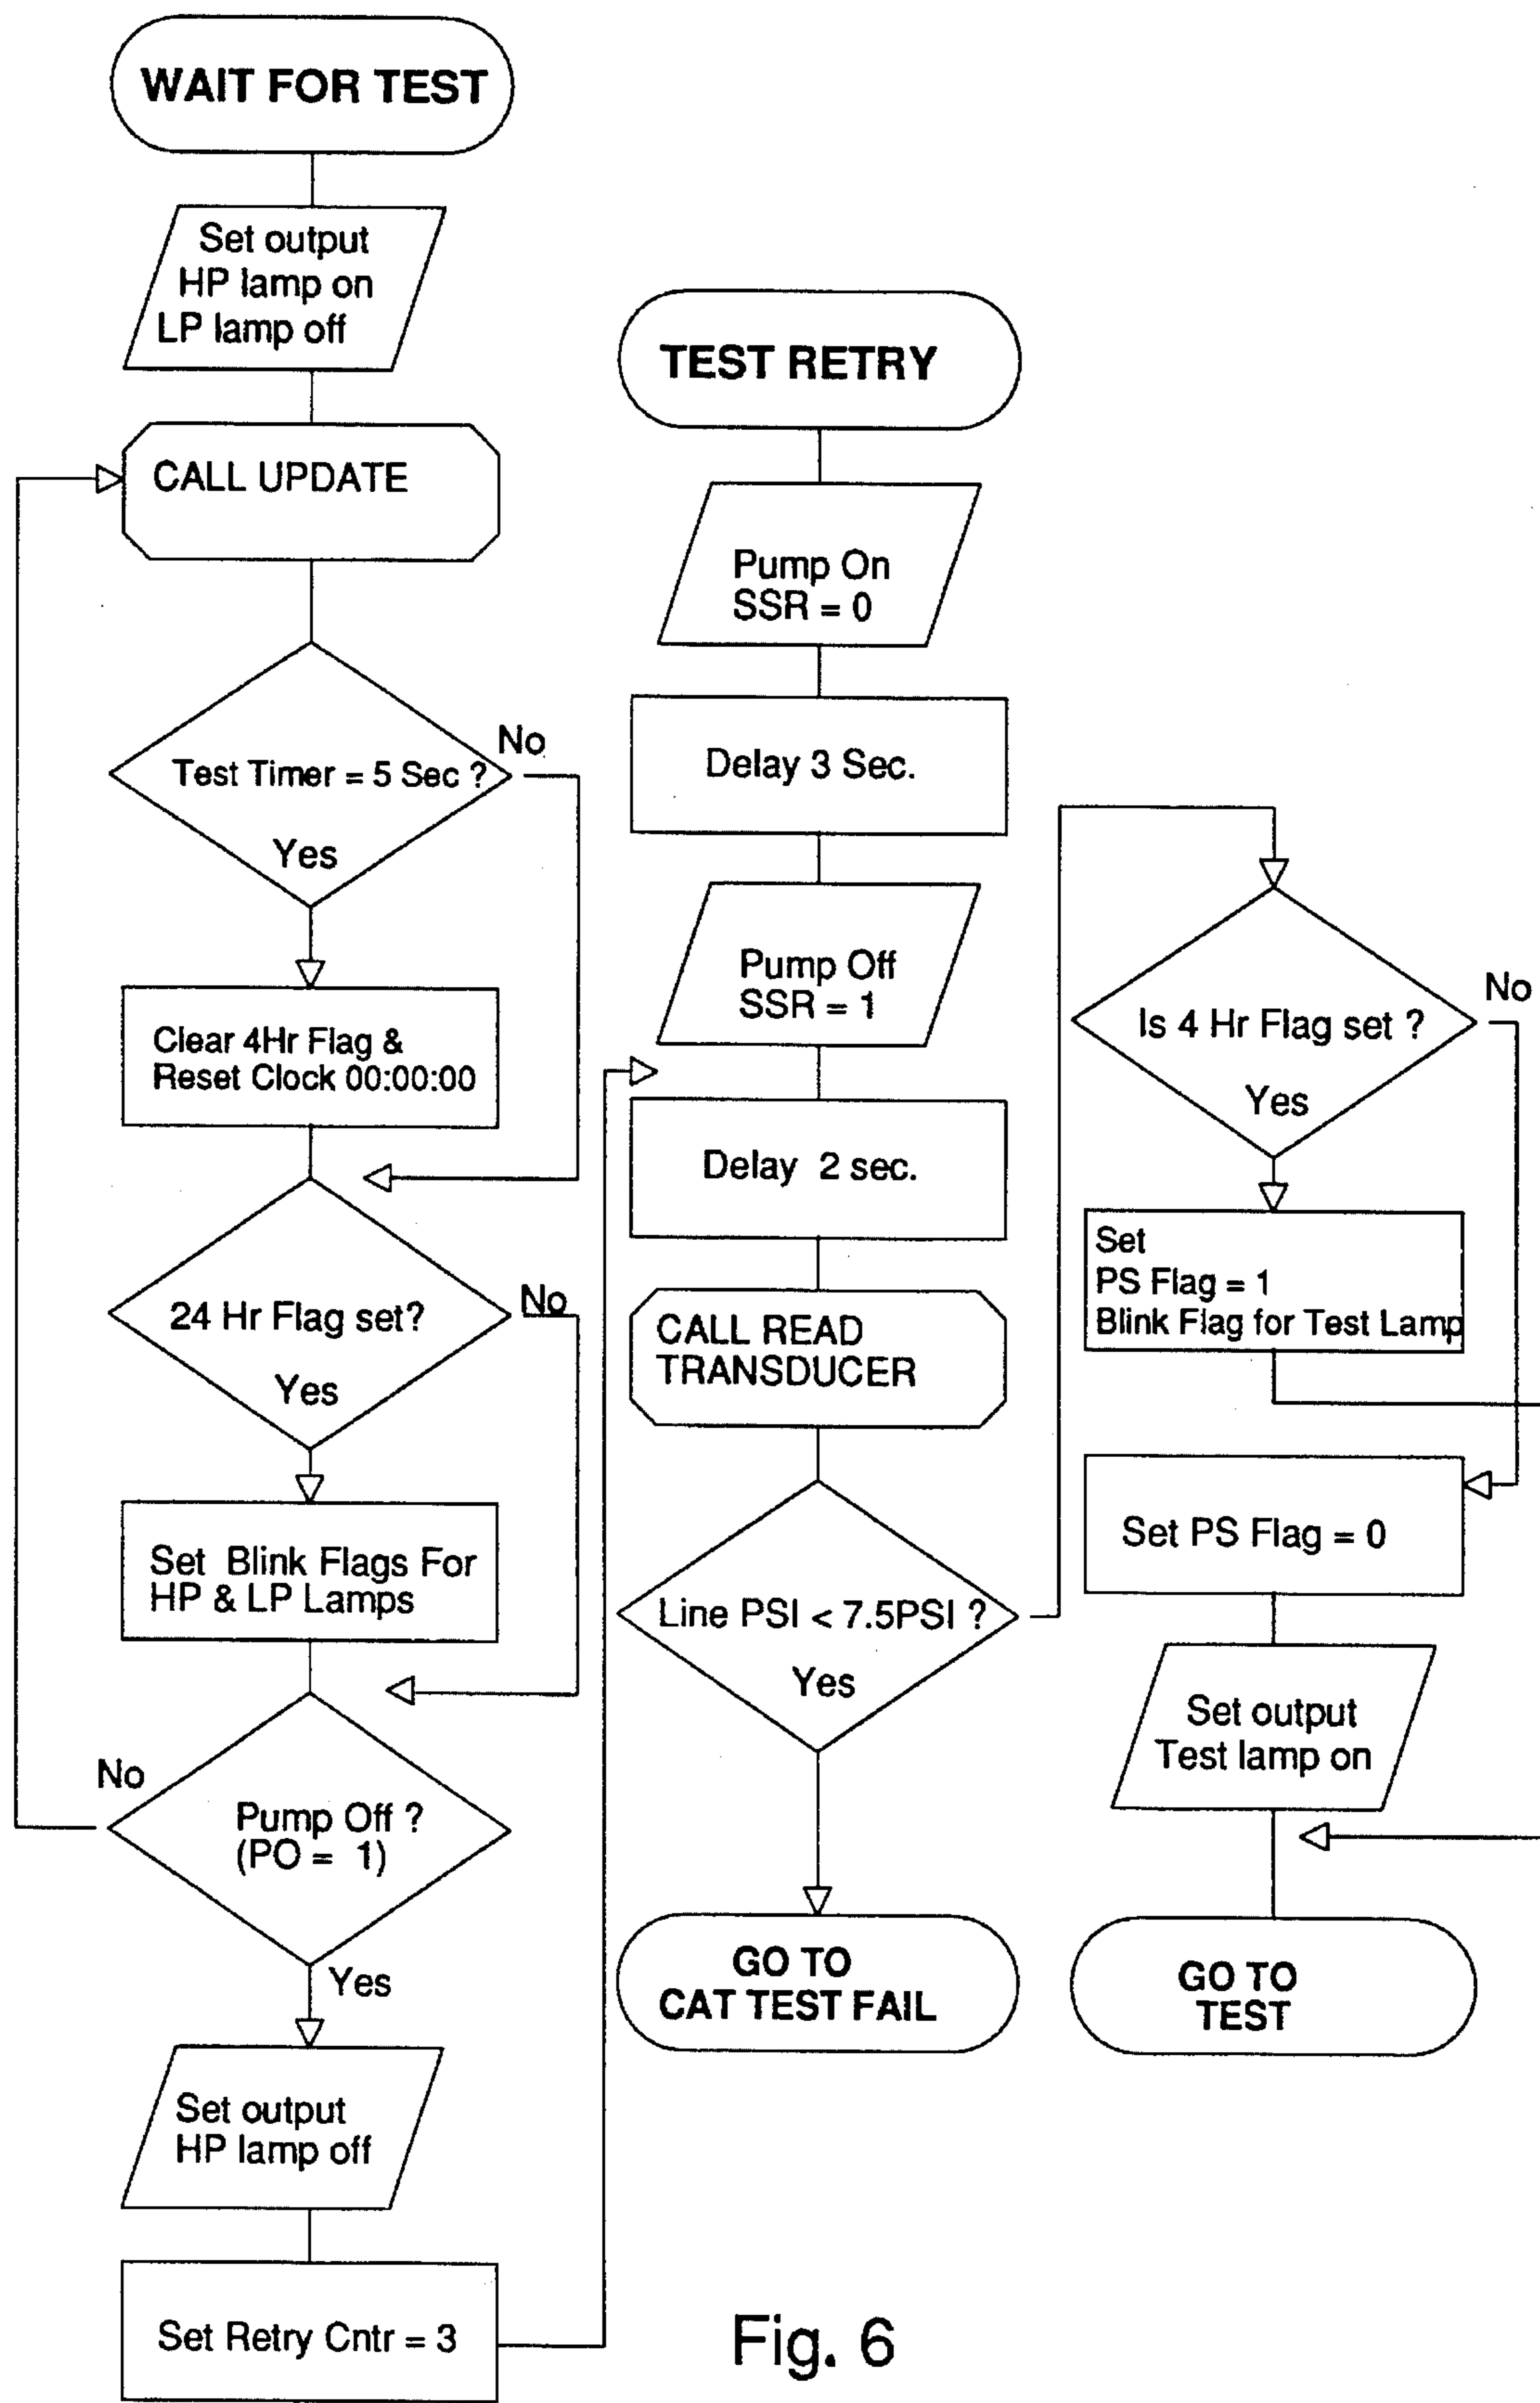 WAIT FOR TEST
Set output
HP lamp on
LP lamp off
CALL UPDATE
Test Timer = 5 Sec ?
No
Yes
Clear 4Hr Flag &
Reset Clock 00:00:00
24 Hr Flag set?
No
Yes
Set Blink Flags For
HP & LP Lamps
No
Pump Off ?
(PO = 1)
Yes
Set output
HP lamp off
Set Retry Cntr = 3
TEST RETRY
Pump On
SSR = 0
Delay 3 Sec.
Pump Off
SSR = 1
Delay 2 sec.
CALL READ
TRANSDUCER
Line PSI < 7.5PSI ?
Yes
GO TO
CAT TEST FAIL
Is 4 Hr Flag set ?
No
Yes
Set
PS Flag = 1
Blink Flag for Test Lamp
Set PS Flag = 0
Set output
Test lamp on
GO TO
TEST
Fig. 6